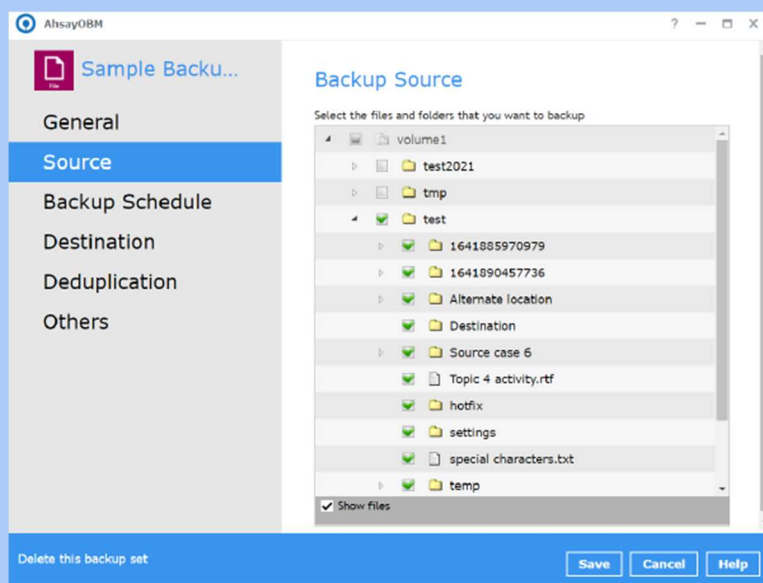 AhsayOBM
?
File
Sample Backu...
General
Source
Backup Schedule
Destination
Deduplication
Others
Backup Source
Select the files and folders that you want to backup
volume1
test2021
tmp
test
1641885970979
1641890457736
Alternate location
Destination
Source case 6
Topic 4 activity.rtf
hotfix
settings
special characters.txt
temp
Show files
Delete this backup set
Save Cancel Help